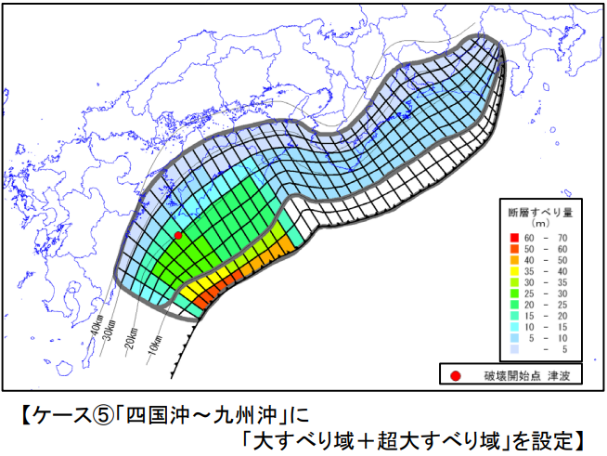 断層すべり量
(m)
60 - 70
50 - 60
40 - 50
35 - 40
30 - 35
25 - 30
20 - 25
15 - 20
10 - 15
5 - 10
- 5
-40km
-30km
-20km
-10km
破壊開始点 津波
【ケース⑤「四国沖～九州沖」に
「大すべり域＋超大すべり域」を設定】